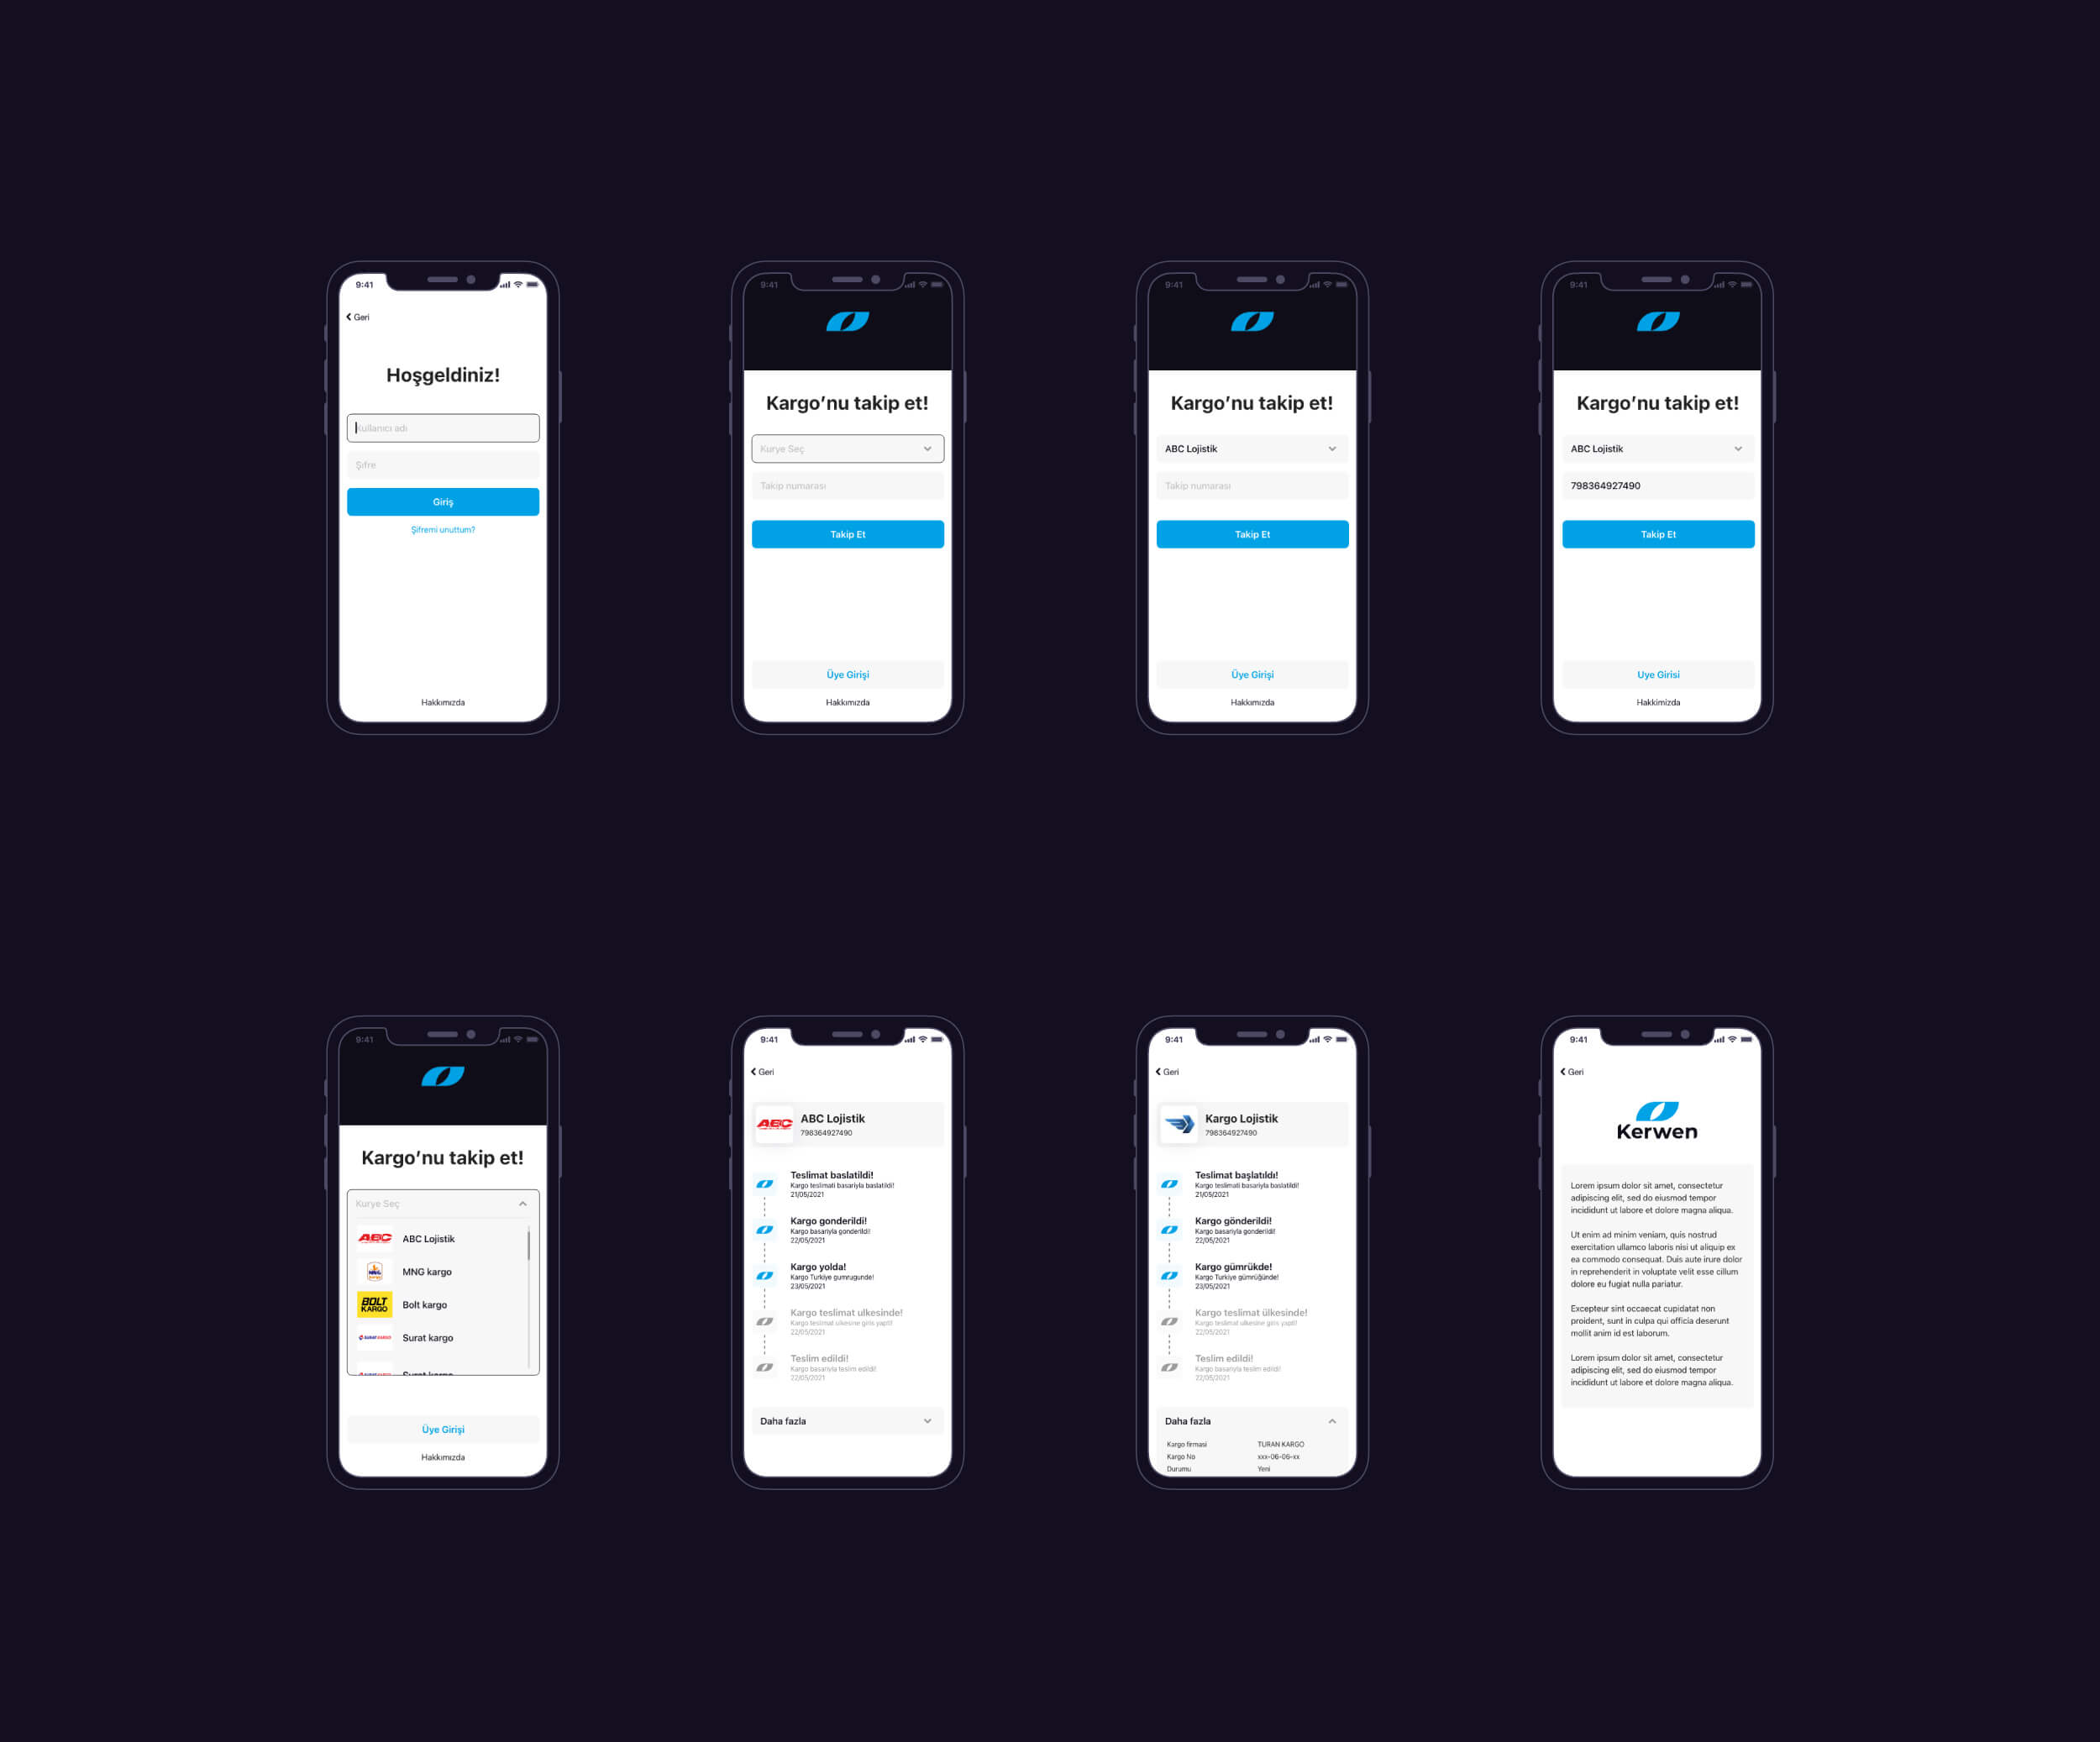 9:41
Geri
Hoşgeldiniz!
Kullanıcı adı
Şifre
Giriş
Şifremi unuttum?
Hakkımızda
9:41
Kargo'nu takip et!
Kurye Seç
Takip numarası
Takip Et
Üye Girişi
Hakkımızda
9:41
Kargo'nu takip et!
ABC Lojistik
Takip numarası
Takip Et
Üye Girişi
Hakkımızda
9:41
Kargo'nu takip et!
ABC Lojistik
798364927490
Takip Et
Uye Girisi
Hakkimizda
9:41
Kargo'nu takip et!
Kurye Seç
ABC ABC Lojistik
MNG MNG kargo
BOLT KARGO Bolt kargo
SURAT KARGO Surat kargo
Surat kargo
Üye Girişi
Hakkımızda
9:41
Geri
ABC
ABC Lojistik
798364927490
Teslimat baslatildi!
Kargo teslimati basariyla baslatildi!
21/05/2021
Kargo gonderildi!
Kargo basariyla gonderildi!
22/05/2021
Kargo yolda!
Kargo Turkiye gumrugunde!
23/05/2021
Kargo teslimat ulkesinde!
Kargo teslimat ulkesine giris yapti!
22/05/2021
Teslim edildi!
Kargo basariyla teslim edildi!
22/05/2021
Daha fazla
9:41
Geri
Kargo Lojistik
798364927490
Teslimat başlatıldı!
Kargo teslimati basariyla baslatildi!
21/05/2021
Kargo gönderildi!
Kargo basariyla gonderildi!
22/05/2021
Kargo gümrükde!
Kargo Turkiye gümrüğünde!
23/05/2021
Kargo teslimat ülkesinde!
Kargo teslimat ulkesine giris yapti!
22/05/2021
Teslim edildi!
Kargo basariyla teslim edildi!
22/05/2021
Daha fazla
Kargo firmasi TURAN KARGO
Kargo No xxx-06-06-xx
Durumu Yeni
9:41
Geri
Kerwen
Lorem ipsum dolor sit amet, consectetur
adipiscing elit, sed do eiusmod tempor
incididunt ut labore et dolore magna aliqua.
Ut enim ad minim veniam, quis nostrud
exercitation ullamco laboris nisi ut aliquip ex
ea commodo consequat. Duis aute irure dolor
in reprehenderit in voluptate velit esse cillum
dolore eu fugiat nulla pariatur.
Excepteur sint occaecat cupidatat non
proident, sunt in culpa qui officia deserunt
mollit anim id est laborum.
Lorem ipsum dolor sit amet, consectetur
adipiscing elit, sed do eiusmod tempor
incididunt ut labore et dolore magna aliqua.